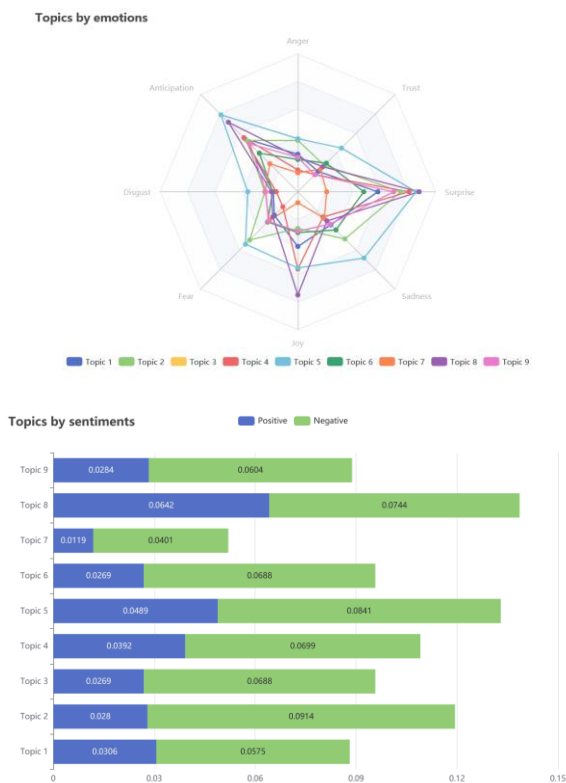 Topics by emotions
Anger
Anticipation
Trust
Disgust
Surprise
Fear
Sadness
Joy
Topic 1 Topic 2 Topic 3 Topic 4 Topic 5 Topic 6 Topic 7 Topic 8 Topic 9
Topics by sentiments
Positive Negative
Topic 9 0.0284 0.0604
Topic 8 0.0642 0.0744
Topic 7 0.0119 0.0401
Topic 6 0.0269 0.0688
Topic 5 0.0489 0.0841
Topic 4 0.0392 0.0699
Topic 3 0.0269 0.0688
Topic 2 0.028 0.0914
Topic 1 0.0306 0.0575
0 0.03 0.06 0.09 0.12 0.15